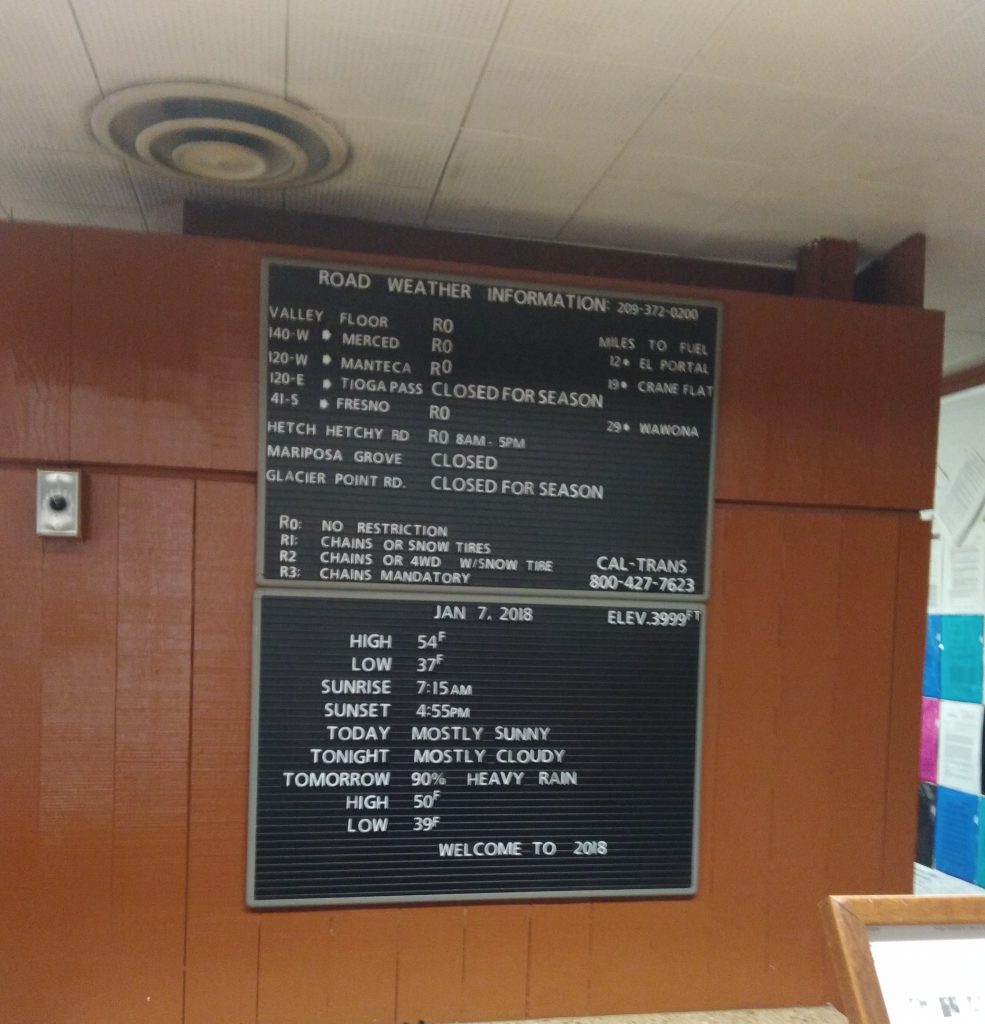 ROAD WEATHER INFORMATION: 209-372-0200
VALLEY FLOOR R0
140-W MERCED R0
120-W MANTECA R0
120-E TIOGA PASS CLOSED FOR SEASON
41-S FRESNO R0
HETCH HETCHY RD R0 8AM - 5PM
MARIPOSA GROVE CLOSED
GLACIER POINT RD. CLOSED FOR SEASON
MILES TO FUEL
12 EL PORTAL
19 CRANE FLAT
29 WAWONA
R0: NO RESTRICTION
R1: CHAINS OR SNOW TIRES
R2 CHAINS OR 4WD W/SNOW TIRE
R3: CHAINS MANDATORY
CAL-TRANS
800-427-7623
JAN 7, 2018 ELEV.3999FT
HIGH 54F
LOW 37F
SUNRISE 7:15AM
SUNSET 4:55PM
TODAY MOSTLY SUNNY
TONIGHT MOSTLY CLOUDY
TOMORROW 90% HEAVY RAIN
HIGH 50F
LOW 39F
WELCOME TO 2018